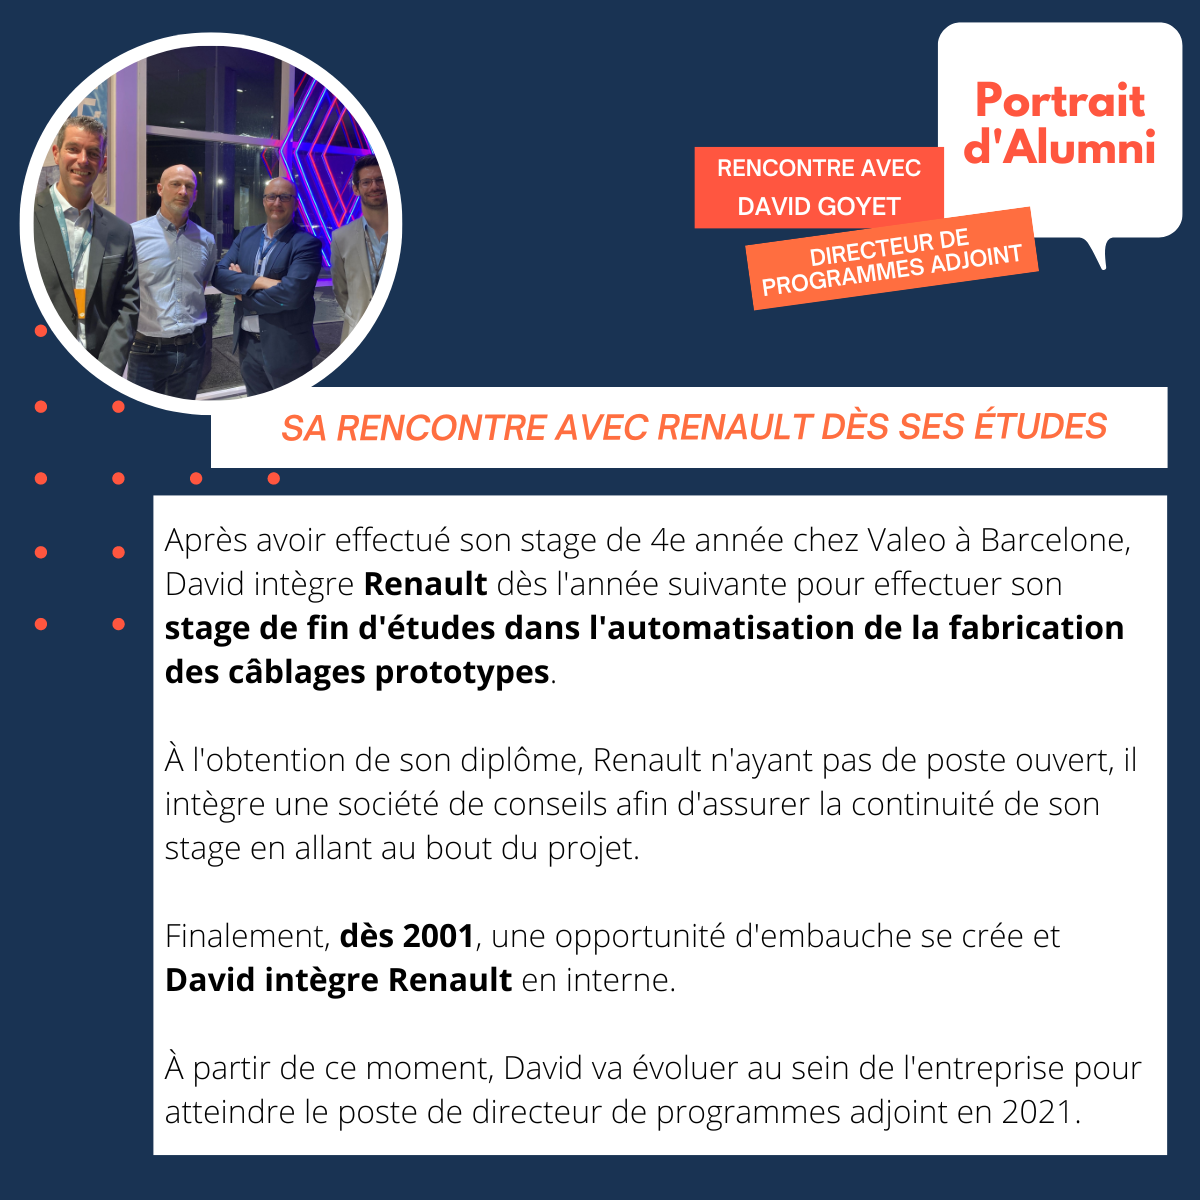 Portrait
d'Alumni
RENCONTRE AVEC
DAVID GOYET
DIRECTEUR DE
PROGRAMMES ADJOINT
SA RENCONTRE AVEC RENAULT DÈS SES ÉTUDES
Après avoir effectué son stage de 4e année chez Valeo à Barcelone,
David intègre Renault dès l'année suivante pour effectuer son
stage de fin d'études dans l'automatisation de la fabrication
des câblages prototypes.
À l'obtention de son diplôme, Renault n'ayant pas de poste ouvert, il
intègre une société de conseils afin d'assurer la continuité de son
stage en allant au bout du projet.
Finalement, dès 2001, une opportunité d'embauche se crée et
David intègre Renault en interne.
À partir de ce moment, David va évoluer au sein de l'entreprise pour
atteindre le poste de directeur de programmes adjoint en 2021.